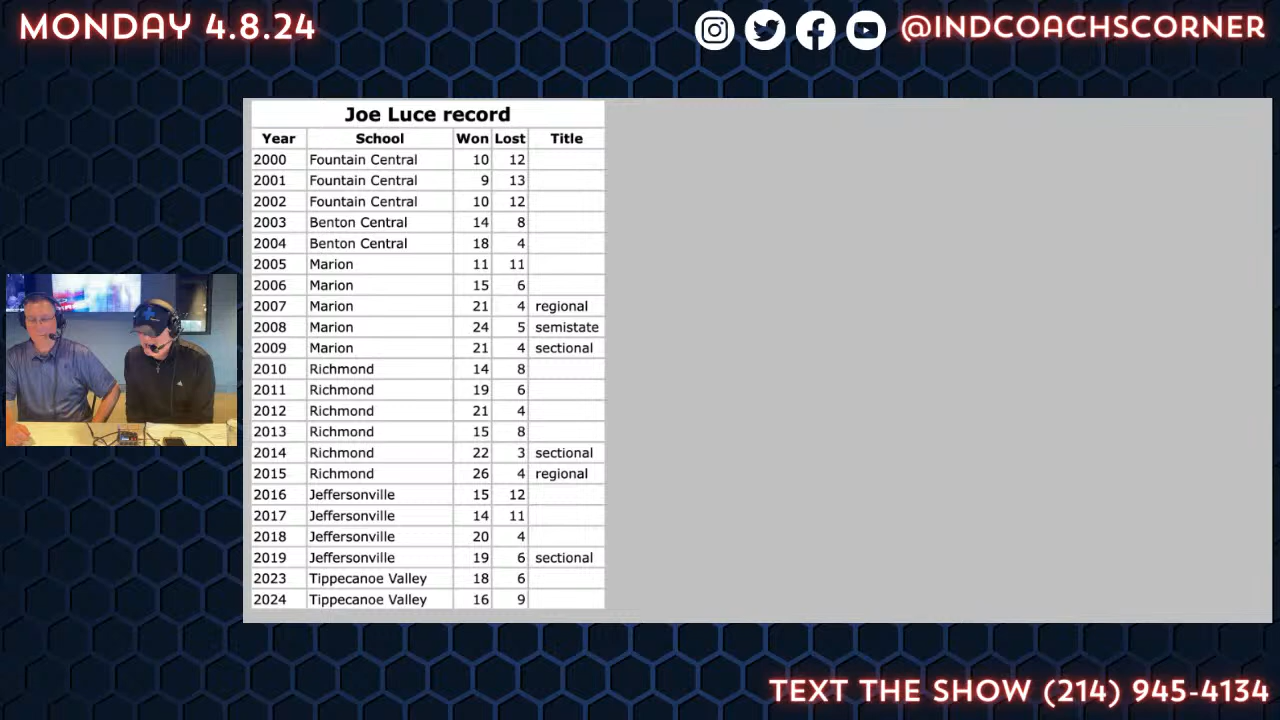 MONDAY 4.8.24
@INDCOACHSCORNER
Joe Luce record
Year School Won Lost Title
2000 Fountain Central 10 12
2001 Fountain Central 9 13
2002 Fountain Central 10 12
2003 Benton Central 14 8
2004 Benton Central 18 4
2005 Marion 11 11
2006 Marion 15 6
2007 Marion 21 4 regional
2008 Marion 24 5 semistate
2009 Marion 21 4 sectional
2010 Richmond 14 8
2011 Richmond 19 6
2012 Richmond 21 4
2013 Richmond 15 8
2014 Richmond 22 3 sectional
2015 Richmond 26 4 regional
2016 Jeffersonville 15 12
2017 Jeffersonville 14 11
2018 Jeffersonville 20 4
2019 Jeffersonville 19 6 sectional
2023 Tippecanoe Valley 18 6
2024 Tippecanoe Valley 16 9
TEXT THE SHOW (214) 945-4134